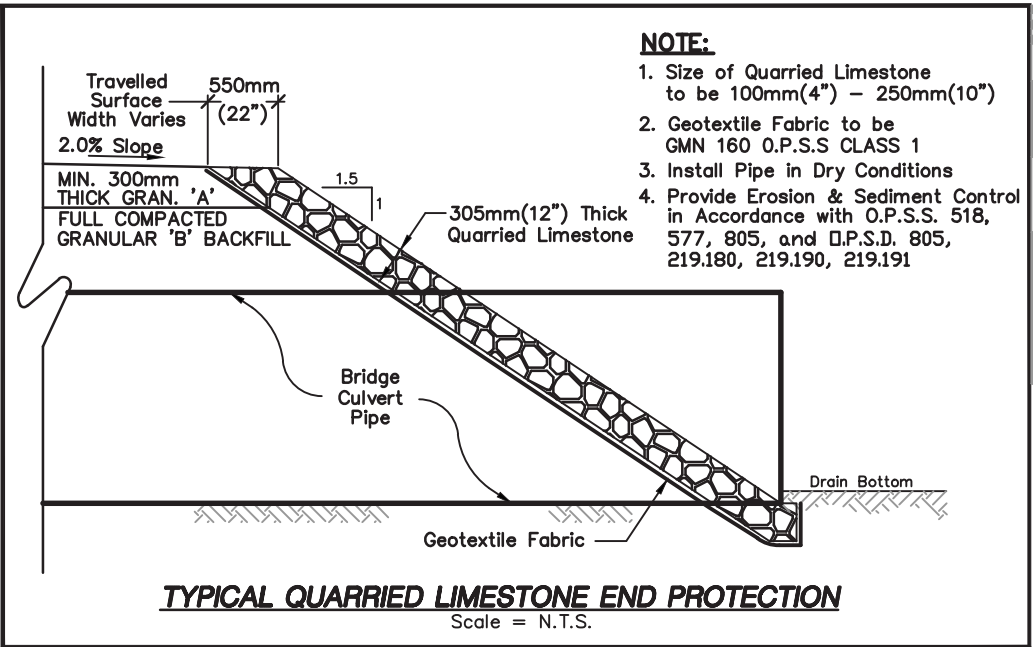 Travelled
Surface
Width Varies
550mm
(22")
2.0% Slope
MIN. 300mm
THICK GRAN. 'A'
FULL COMPACTED
GRANULAR 'B' BACKFILL
1.5
1
305mm(12") Thick
Quarried Limestone
NOTE:
1. Size of Quarried Limestone
to be 100mm(4") – 250mm(10")
2. Geotextile Fabric to be
GMN 160 O.P.S.S CLASS 1
3. Install Pipe in Dry Conditions
4. Provide Erosion & Sediment Control
in Accordance with O.P.S.S. 518,
577, 805, and O.P.S.D. 805,
219.180, 219.190, 219.191
Bridge
Culvert
Pipe
Drain Bottom
Geotextile Fabric
TYPICAL QUARRIED LIMESTONE END PROTECTION
Scale = N.T.S.